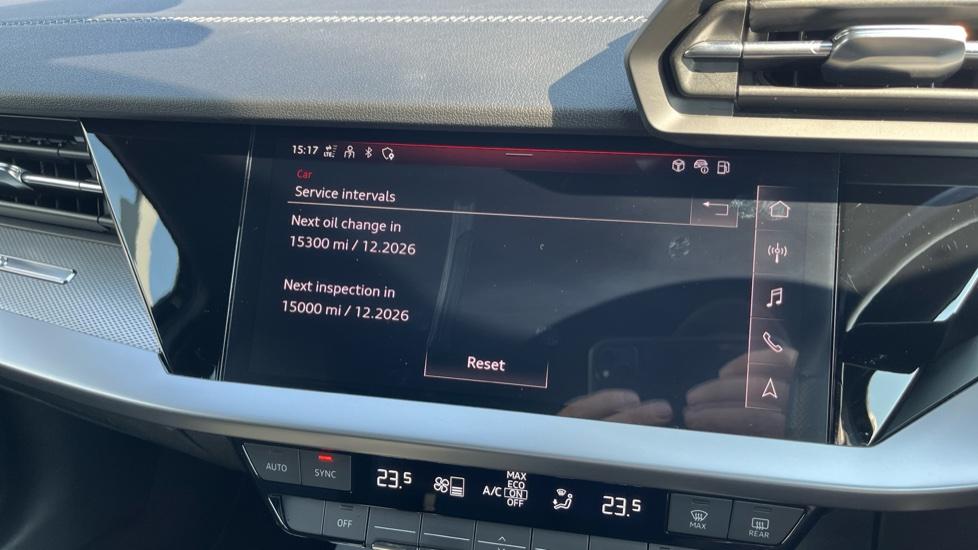 15:17 LTE
Car
Service intervals
Next oil change in
15300 mi / 12.2026
Next inspection in
15000 mi / 12.2026
Reset
AUTO
SYNC
23.5
A/C
MAX
ECO
ON
OFF
23.5
OFF
MAX
REAR